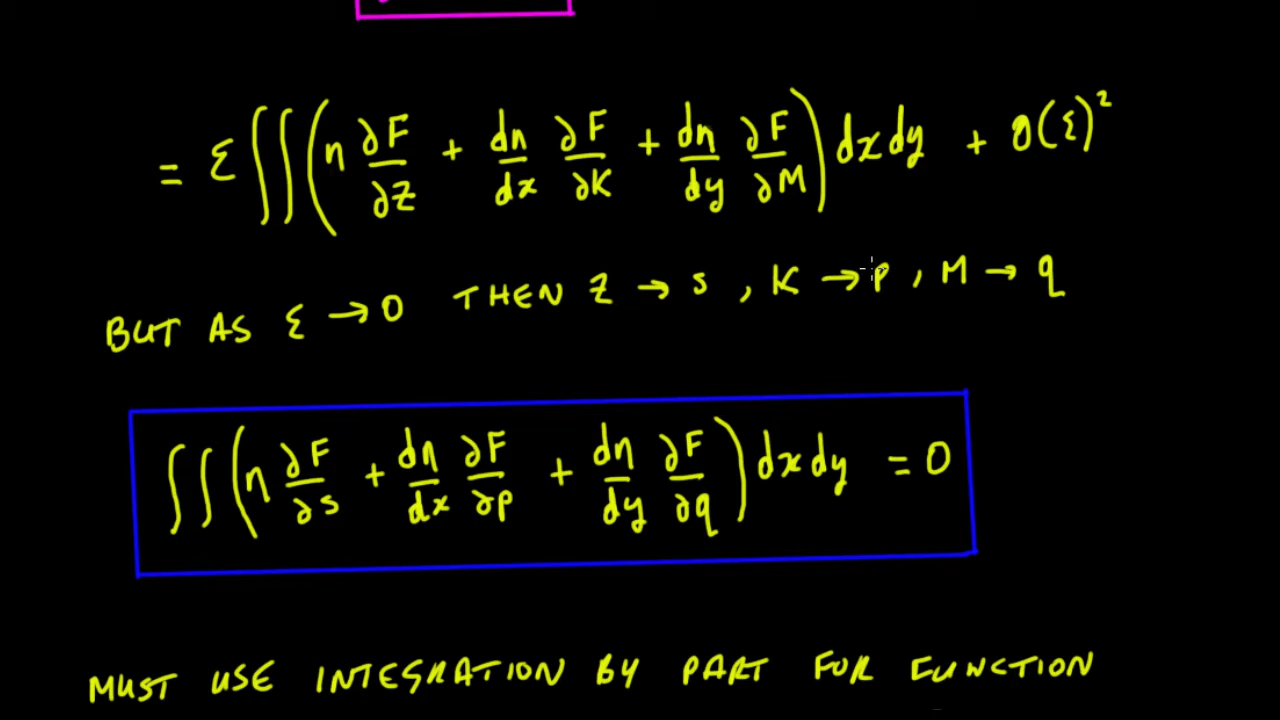 = ε∫∫(η ∂F/∂Z + dη/dx ∂F/∂K + dη/dy ∂F/∂M) dx dy + O(ε)²
BUT AS ε → 0 THEN Z → s , K → p , M → q
∫∫(η ∂F/∂s + dη/dx ∂F/∂p + dη/dy ∂F/∂q) dx dy = 0
MUST USE INTEGRATION BY PART FOR FUNCTION